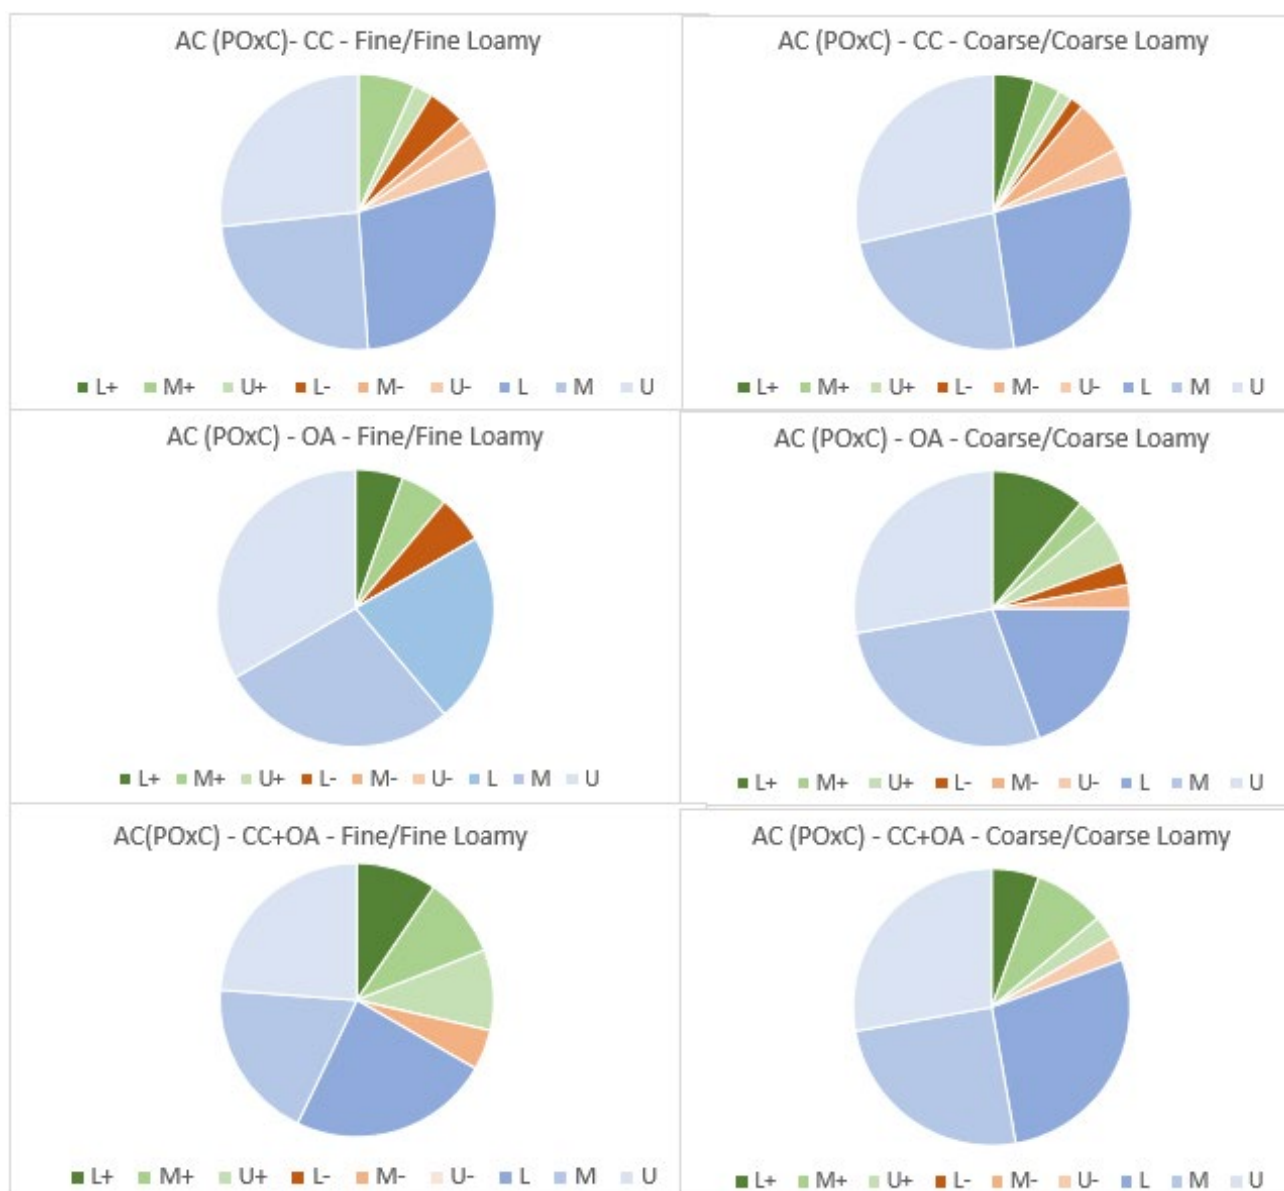 AC (POxC)- CC - Fine/Fine Loamy
L+ M+ U+ L- M- U- L M U
AC (POxC) - CC - Coarse/Coarse Loamy
L+ M+ U+ L- M- U- L M U
AC (POxC) - OA - Fine/Fine Loamy
L+ M+ U+ L- M- U- L M U
AC (POxC) - OA - Coarse/Coarse Loamy
L+ M+ U+ L- M- U- L M U
AC(POxC) - CC+OA - Fine/Fine Loamy
L+ M+ U+ L- M- U- L M U
AC (POxC) - CC+OA - Coarse/Coarse Loamy
L+ M+ U+ L- M- U- L M U